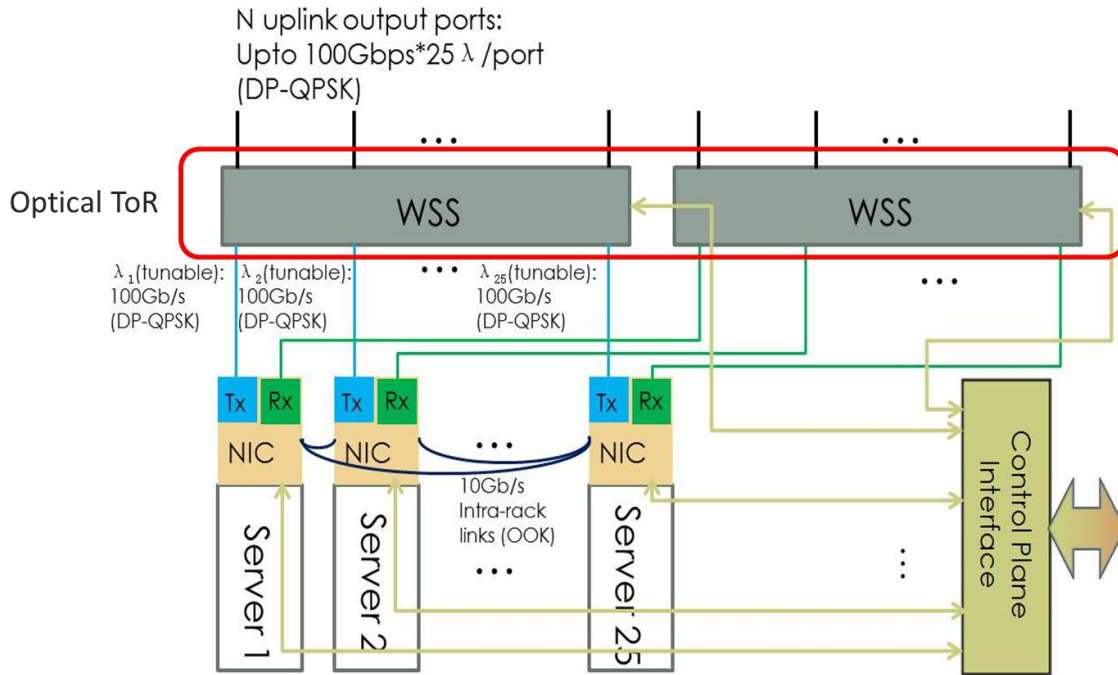 N uplink output ports:
Upto 100Gbps*25 λ/port
(DP-QPSK)
...
...
Optical ToR
WSS
WSS
λ1(tunable):
100Gb/s
(DP-QPSK)
λ2(tunable):
100Gb/s
(DP-QPSK)
...
λ25(tunable):
100Gb/s
(DP-QPSK)
...
Tx
Rx
Tx
Rx
Tx
Rx
NIC
NIC
...
NIC
10Gb/s
Intra-rack
links (OOK)
...
Server 1
Server 2
Server 25
...
Control Plane
Interface